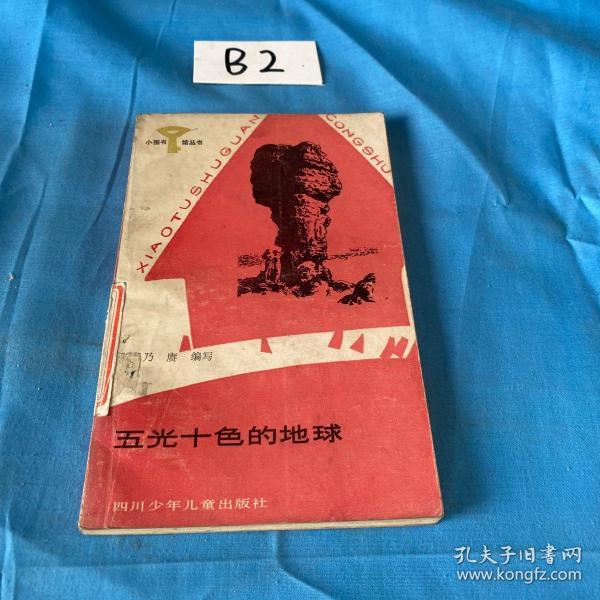 B2
小图书馆丛书
XIAOTUSHUGUAN CONGSHU
乃赓 编写
五光十色的地球
四川少年儿童出版社
孔夫子旧书网
www.kongfz.com